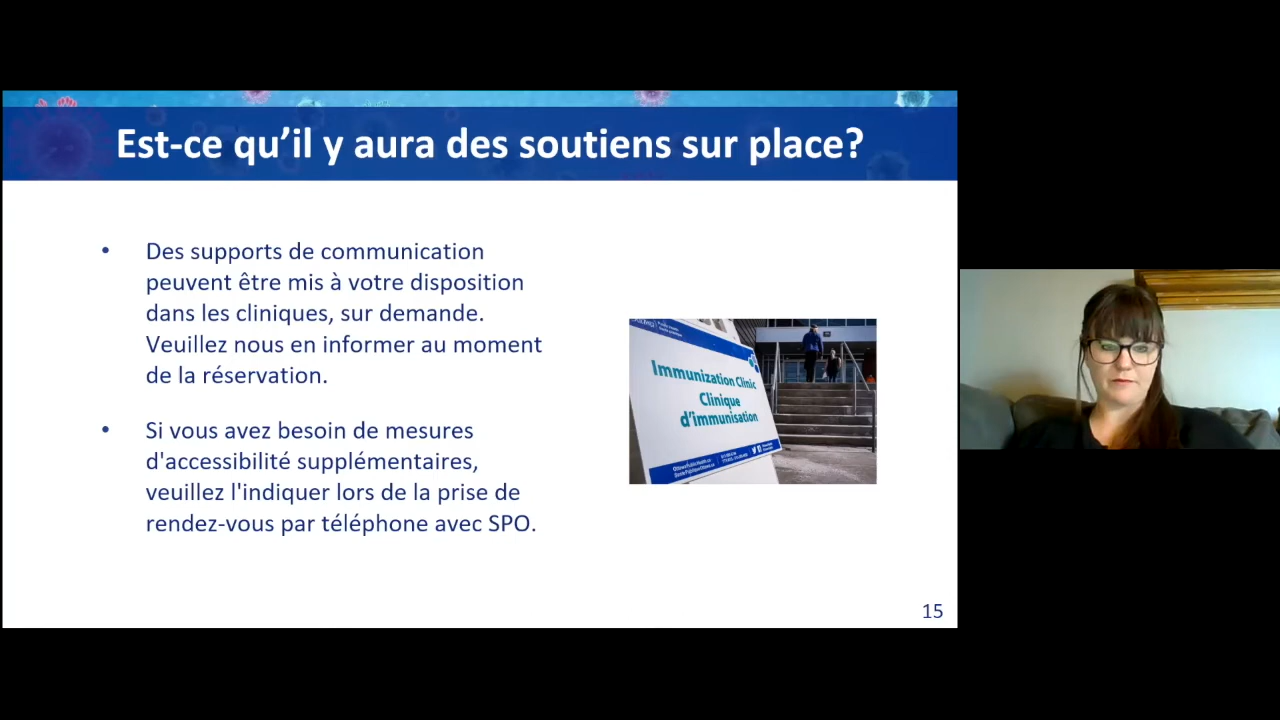 Est-ce qu’il y aura des soutiens sur place?
• Des supports de communication
peuvent être mis à votre disposition
dans les cliniques, sur demande.
Veuillez nous en informer au moment
de la réservation.
• Si vous avez besoin de mesures
d'accessibilité supplémentaires,
veuillez l'indiquer lors de la prise de
rendez-vous par téléphone avec SPO.
Immunization Clinic
Clinique
d'immunisation
15